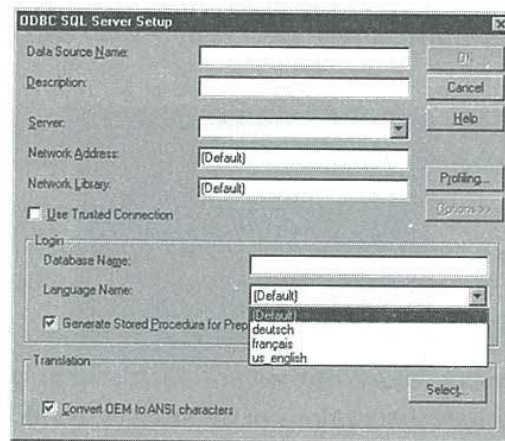 ODBC SQL Server Setup
Data Source Name:
OK
Description:
Cancel
Server:
Help
Network Address:
(Default)
Network Library:
(Default)
Profiling...
Use Trusted Connection
Options >>
Login
Database Name:
Language Name:
(Default)
(Default)
deutsch
français
us_english
Generate Stored Procedure for Prep
Translation
Select...
Convert OEM to ANSI characters